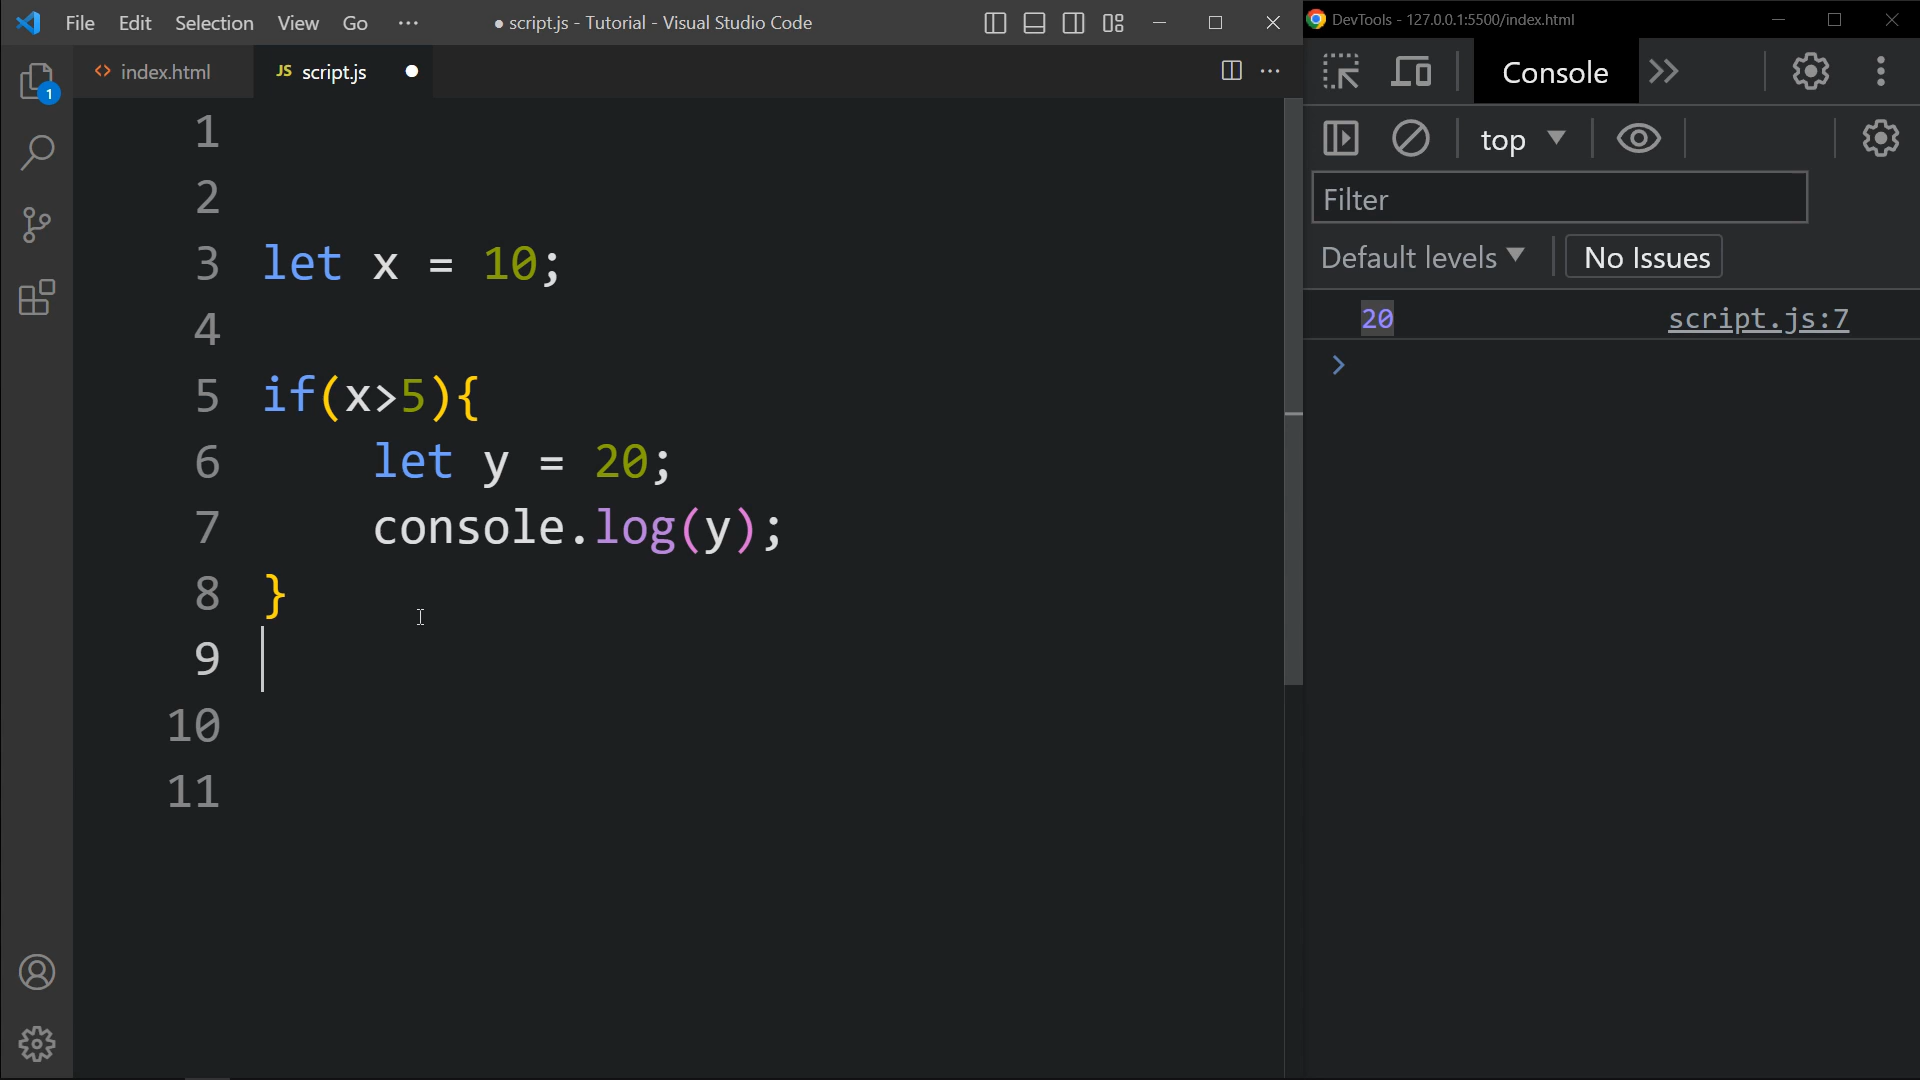 File Edit Selection View Go ··· ● script.js - Tutorial - Visual Studio Code
DevTools - 127.0.0.1:5500/index.html
1
<> index.html JS script.js ●
Console
top
Filter
Default levels ▼ No Issues
20 script.js:7
>
1
2
3 let x = 10;
4
5 if(x>5){
6 let y = 20;
7 console.log(y);
8 }
9
10
11